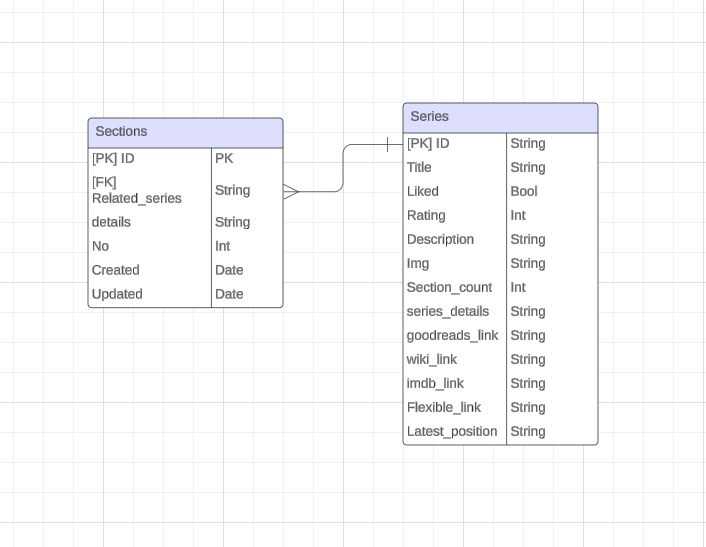 Sections
[PK] ID PK
[FK]
Related_series String
details String
No Int
Created Date
Updated Date
Series
[PK] ID String
Title String
Liked Bool
Rating Int
Description String
Img String
Section_count Int
series_details String
goodreads_link String
wiki_link String
imdb_link String
Flexible_link String
Latest_position String